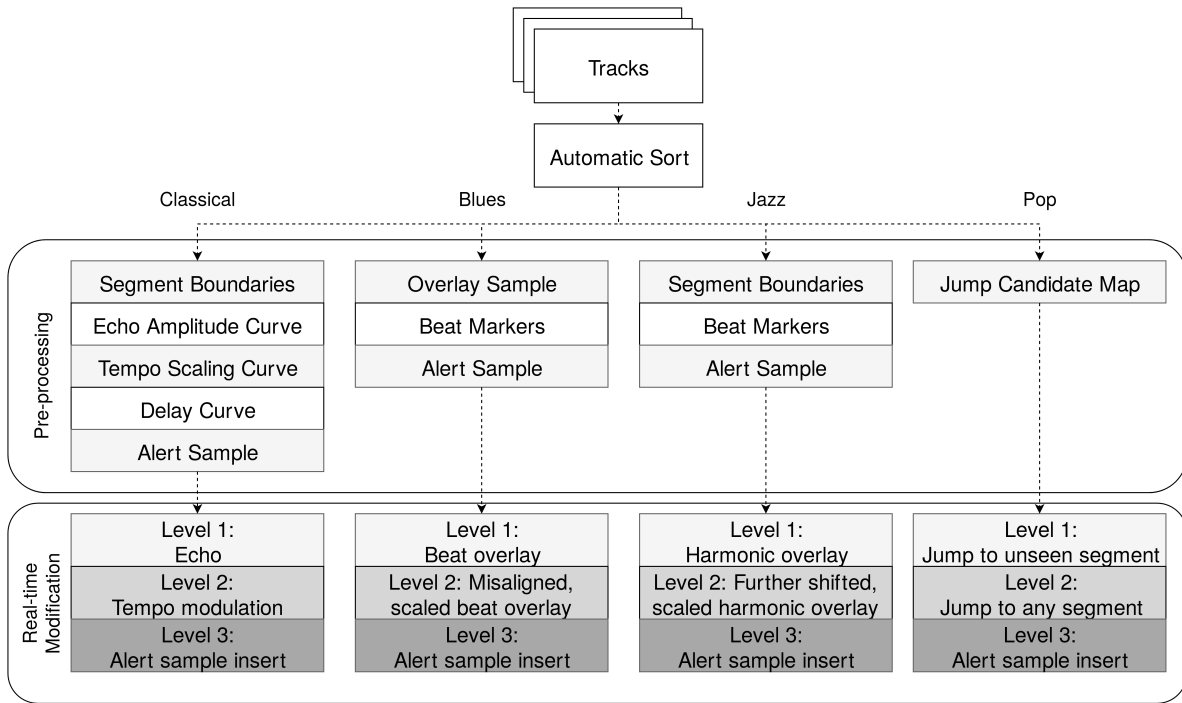 Tracks
Automatic Sort
Classical
Blues
Jazz
Pop
Pre-processing
Segment Boundaries
Echo Amplitude Curve
Tempo Scaling Curve
Delay Curve
Alert Sample
Overlay Sample
Beat Markers
Alert Sample
Segment Boundaries
Beat Markers
Alert Sample
Jump Candidate Map
Real-time
Modification
Level 1:
Echo
Level 2:
Tempo modulation
Level 3:
Alert sample insert
Level 1:
Beat overlay
Level 2: Misaligned,
scaled beat overlay
Level 3:
Alert sample insert
Level 1:
Harmonic overlay
Level 2: Further shifted,
scaled harmonic overlay
Level 3:
Alert sample insert
Level 1:
Jump to unseen segment
Level 2:
Jump to any segment
Level 3:
Alert sample insert